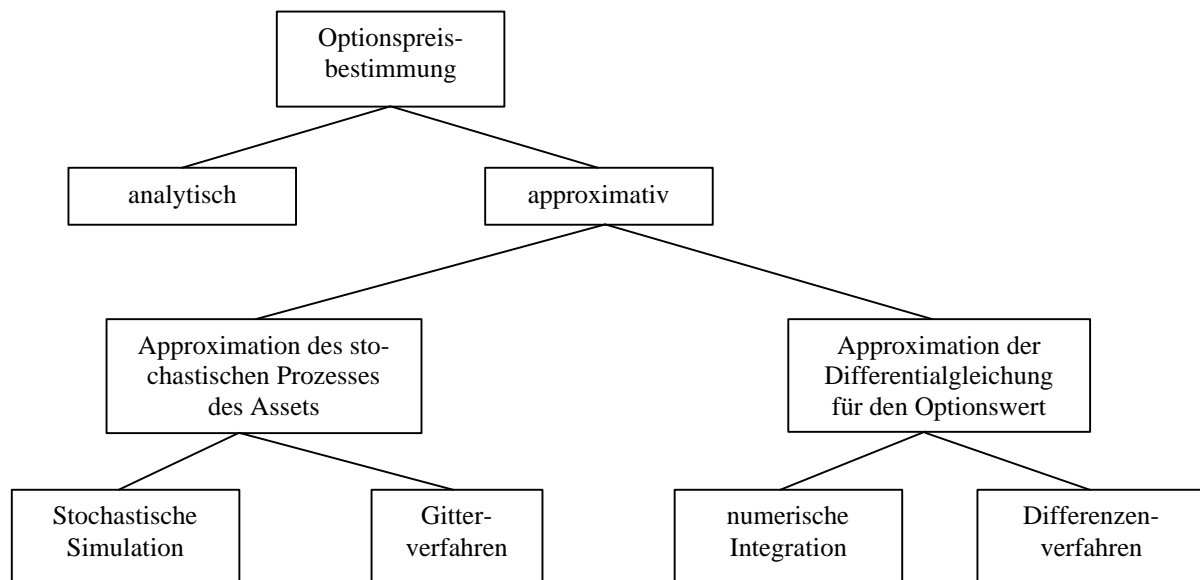 Optionspreis-
bestimmung
analytisch
approximativ
Approximation des sto-
chastischen Prozesses
des Assets
Approximation der
Differentialgleichung
für den Optionswert
Stochastische
Simulation
Gitter-
verfahren
numerische
Integration
Differenzen-
verfahren